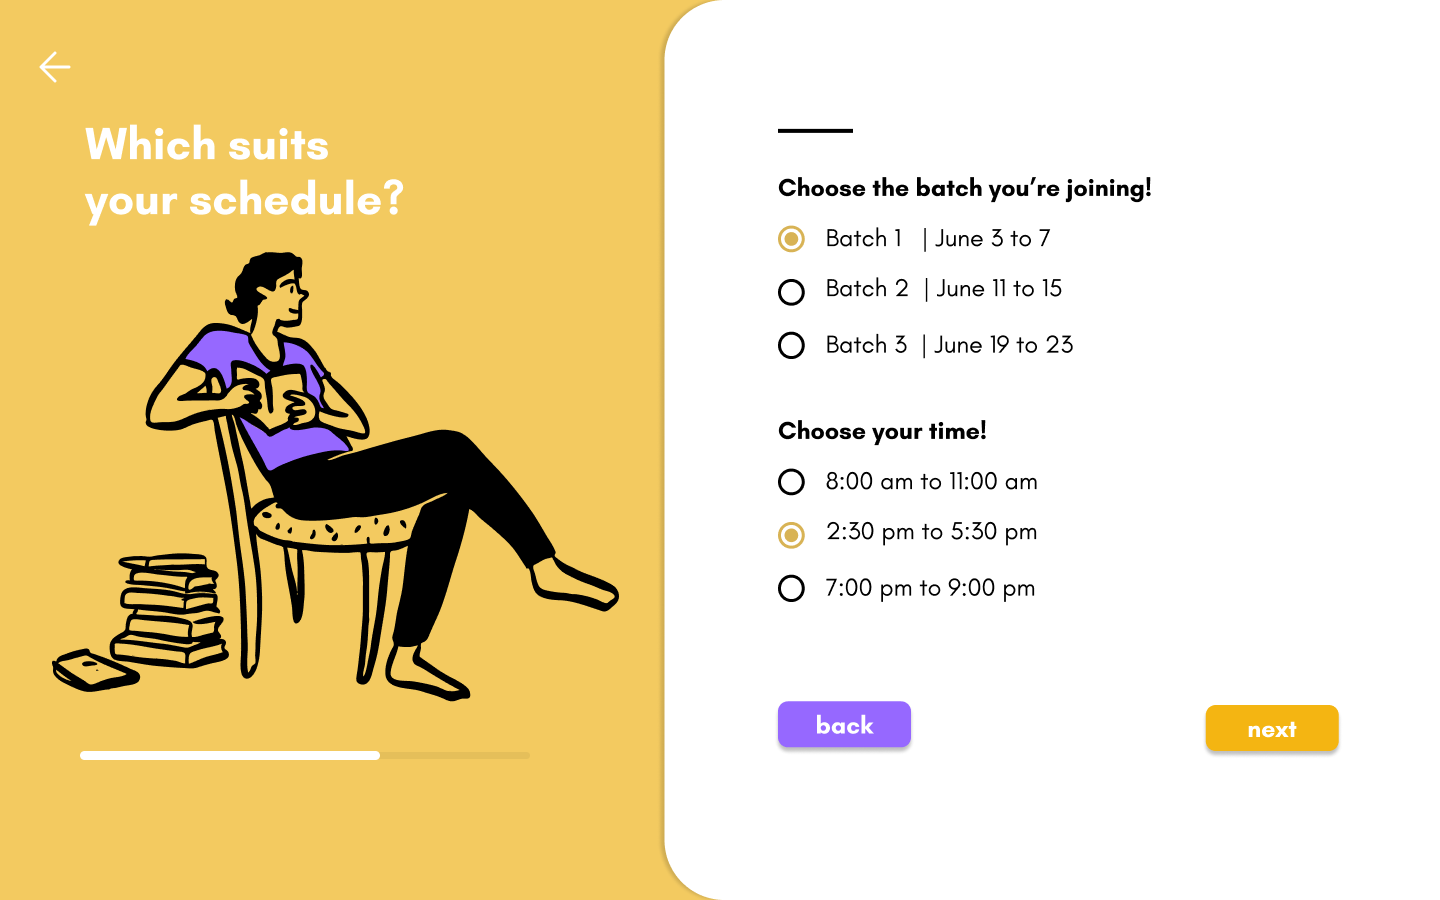 Which suits
your schedule?
Choose the batch you’re joining!
Batch 1 | June 3 to 7
Batch 2 | June 11 to 15
Batch 3 | June 19 to 23
Choose your time!
8:00 am to 11:00 am
2:30 pm to 5:30 pm
7:00 pm to 9:00 pm
back
next